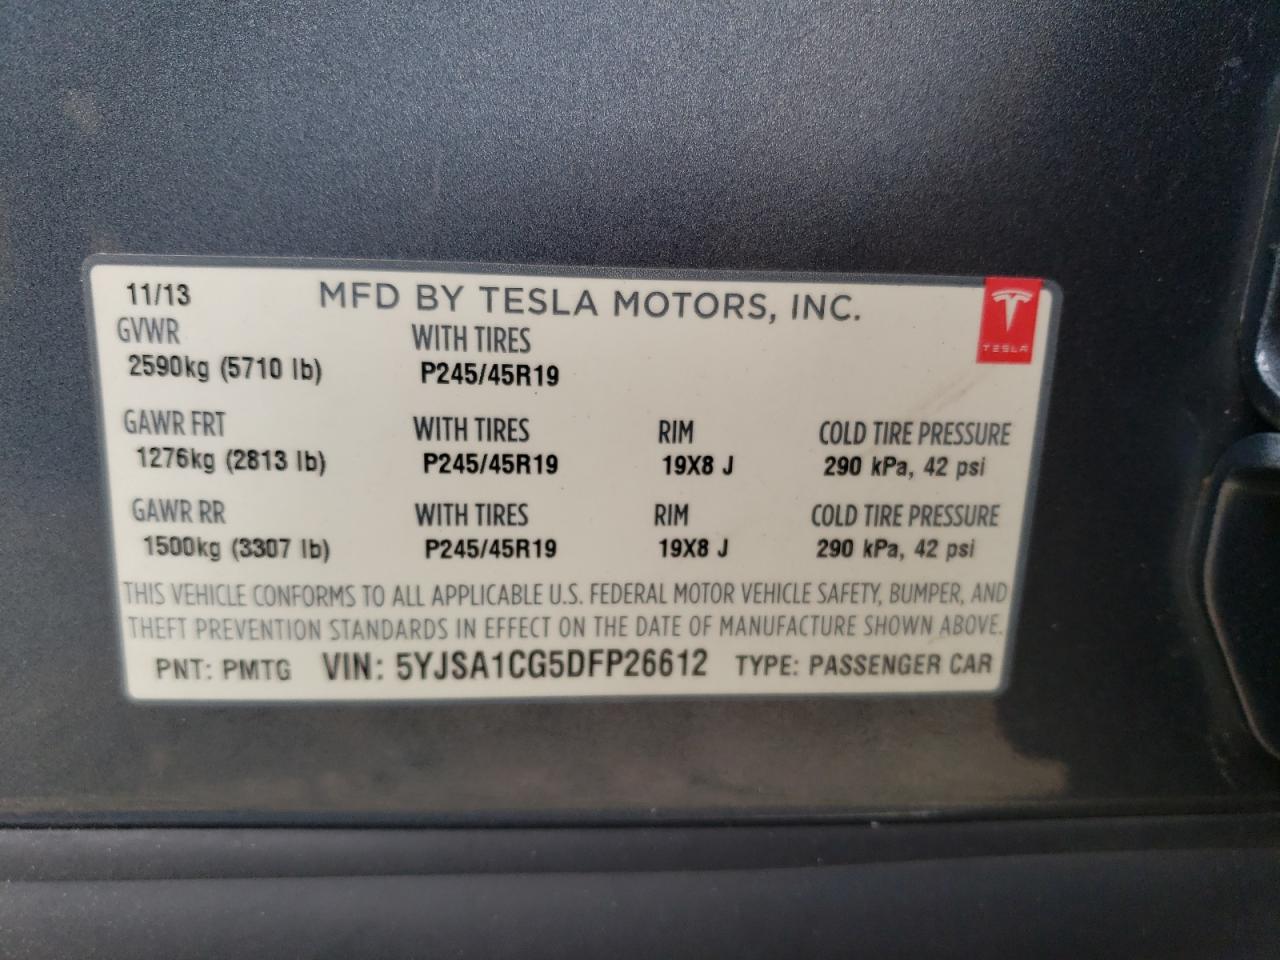 11/13 MFD BY TESLA MOTORS, INC.
TESLA
GVWR WITH TIRES
2590kg (5710 lb) P245/45R19
GAWR FRT WITH TIRES RIM COLD TIRE PRESSURE
1276kg (2813 lb) P245/45R19 19X8 J 290 kPa, 42 psi
GAWR RR WITH TIRES RIM COLD TIRE PRESSURE
1500kg (3307 lb) P245/45R19 19X8 J 290 kPa, 42 psi
THIS VEHICLE CONFORMS TO ALL APPLICABLE U.S. FEDERAL MOTOR VEHICLE SAFETY, BUMPER, AND
THEFT PREVENTION STANDARDS IN EFFECT ON THE DATE OF MANUFACTURE SHOWN ABOVE.
PNT: PMTG VIN: 5YJSA1CG5DFP26612 TYPE: PASSENGER CAR